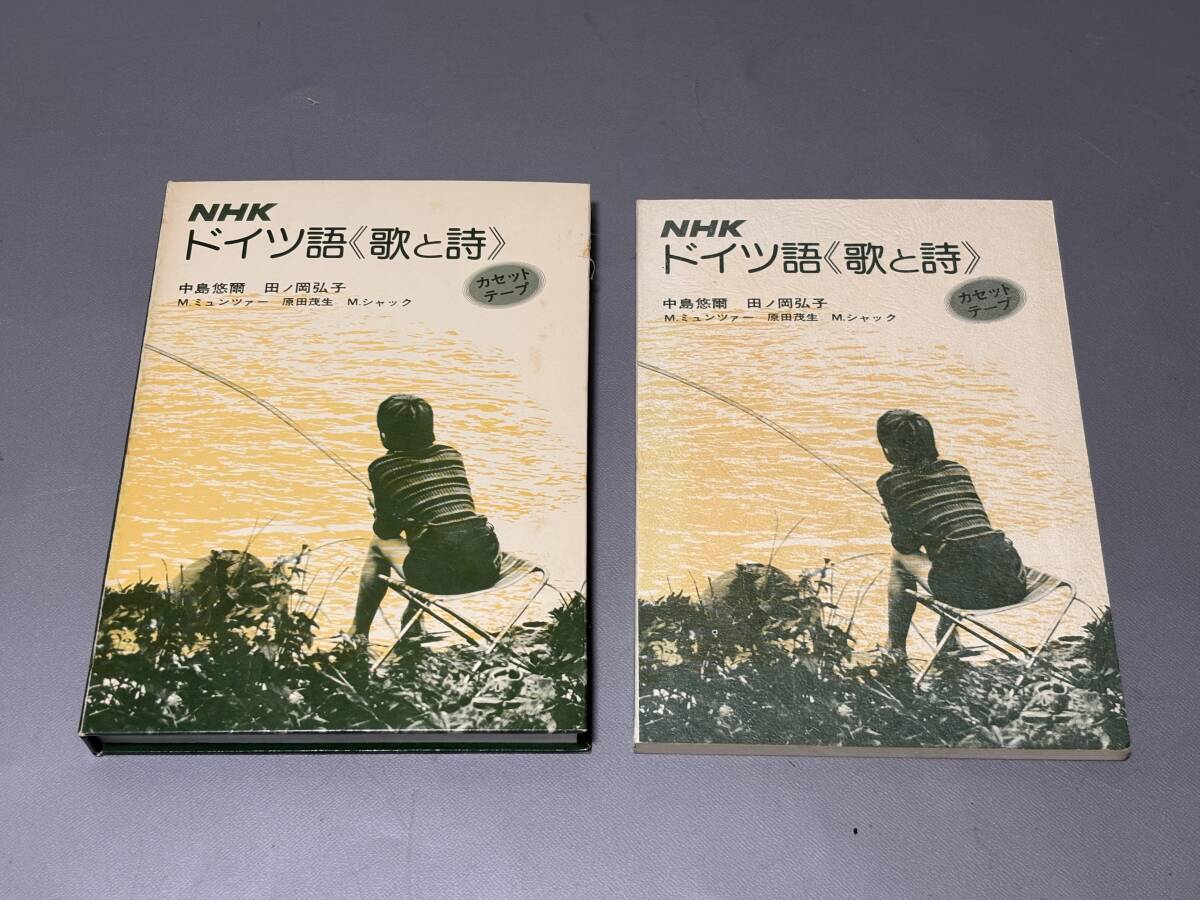 NHK
ドイツ語《歌と詩》
カセット
テープ
中島悠爾 田ノ岡弘子
M.ミュンツァー 原田茂生 M.シャック
NHK
ドイツ語《歌と詩》
カセット
テープ
中島悠爾 田ノ岡弘子
M.ミュンツァー 原田茂生 M.シャック